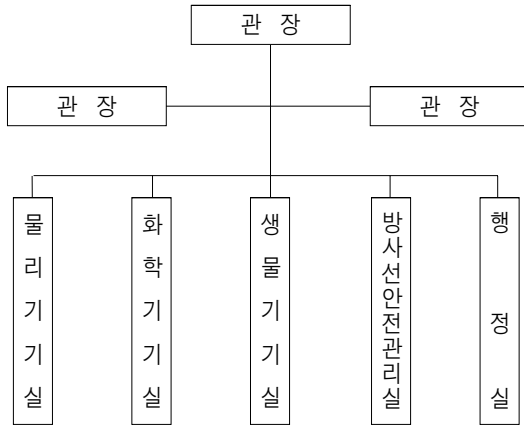 관 장
관 장
관 장
물리기기실
화학기기실
생물기기실
방사선안전관리실
행정실